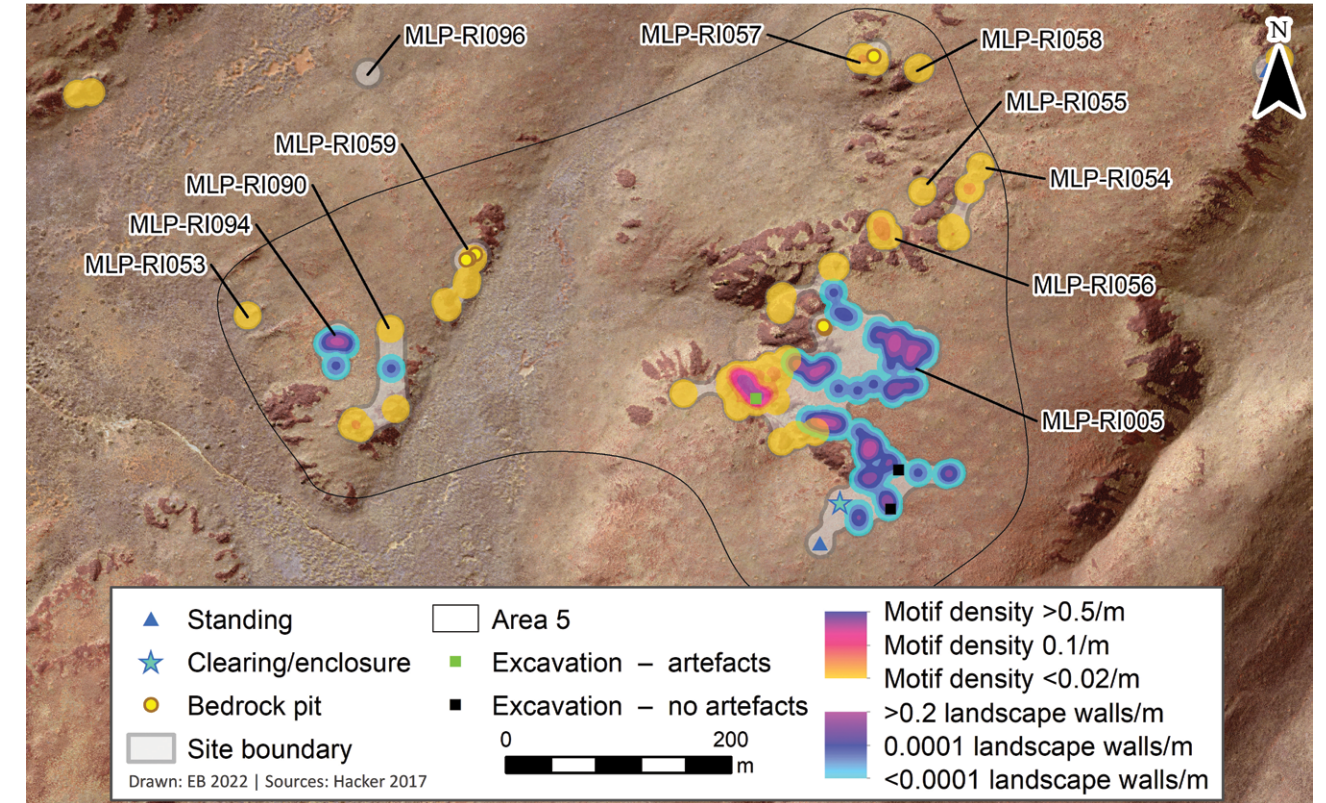 MLP-RI096
MLP-RI057
MLP-RI058
N
MLP-RI055
MLP-RI059
MLP-RI054
MLP-RI090
MLP-RI094
MLP-RI053
MLP-RI056
MLP-RI005
Standing
Clearing/enclosure
Bedrock pit
Site boundary
Drawn: EB 2022 | Sources: Hacker 2017
Area 5
Excavation – artefacts
Excavation – no artefacts
0 200
m
Motif density >0.5/m
Motif density 0.1/m
Motif density <0.02/m
>0.2 landscape walls/m
0.0001 landscape walls/m
<0.0001 landscape walls/m